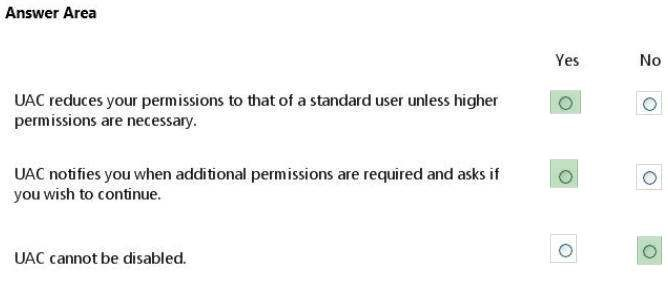 Answer Area
Yes No
UAC reduces your permissions to that of a standard user unless higher
permissions are necessary.
UAC notifies you when additional permissions are required and asks if
you wish to continue.
UAC cannot be disabled.